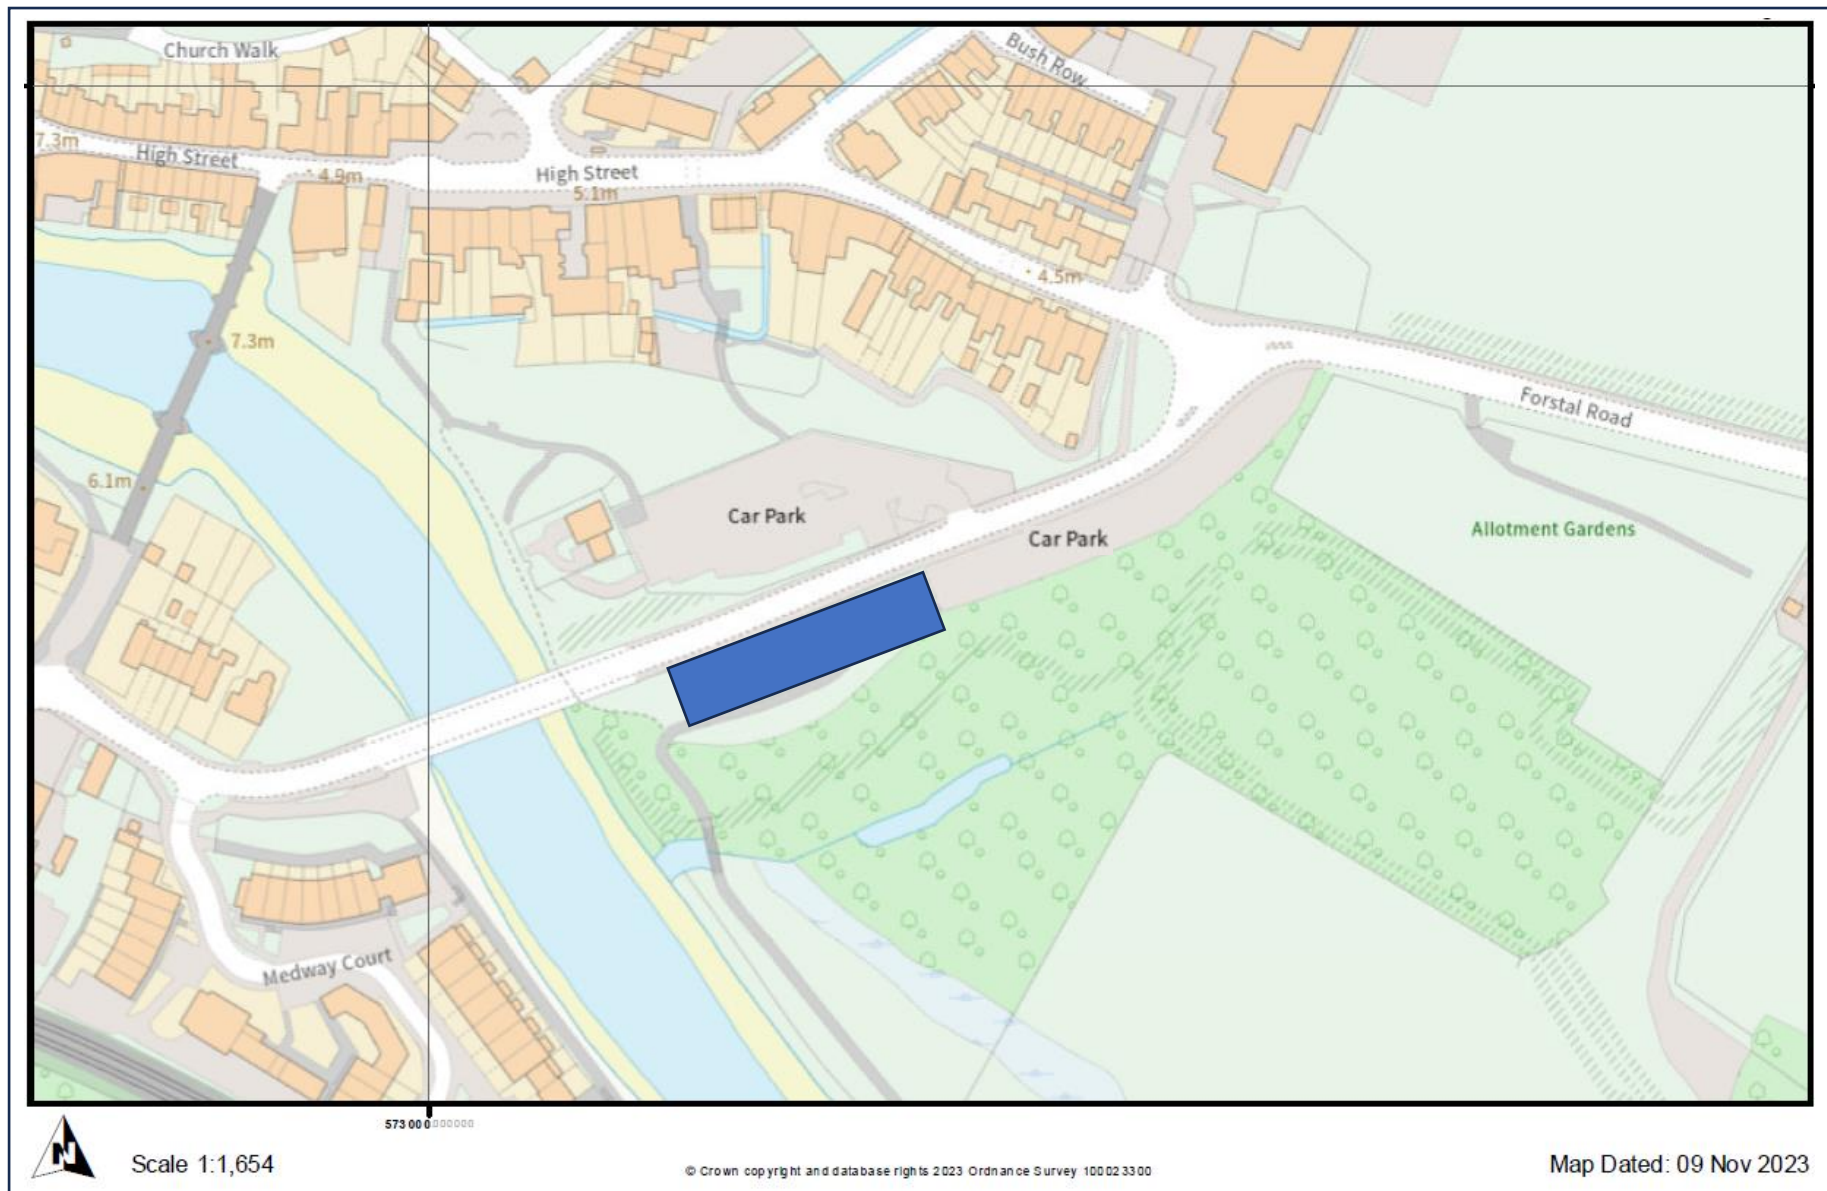 Church Walk
Bush Row
7.3m
High Street
4.9m
High Street
5.1m
4.5m
7.3m
Forstal Road
6.1m
Car Park
Car Park
Allotment Gardens
Medway Court
573000000000
N
Scale 1:1,654
© Crown copyright and database rights 2023 Ordnance Survey 100023300
Map Dated: 09 Nov 2023